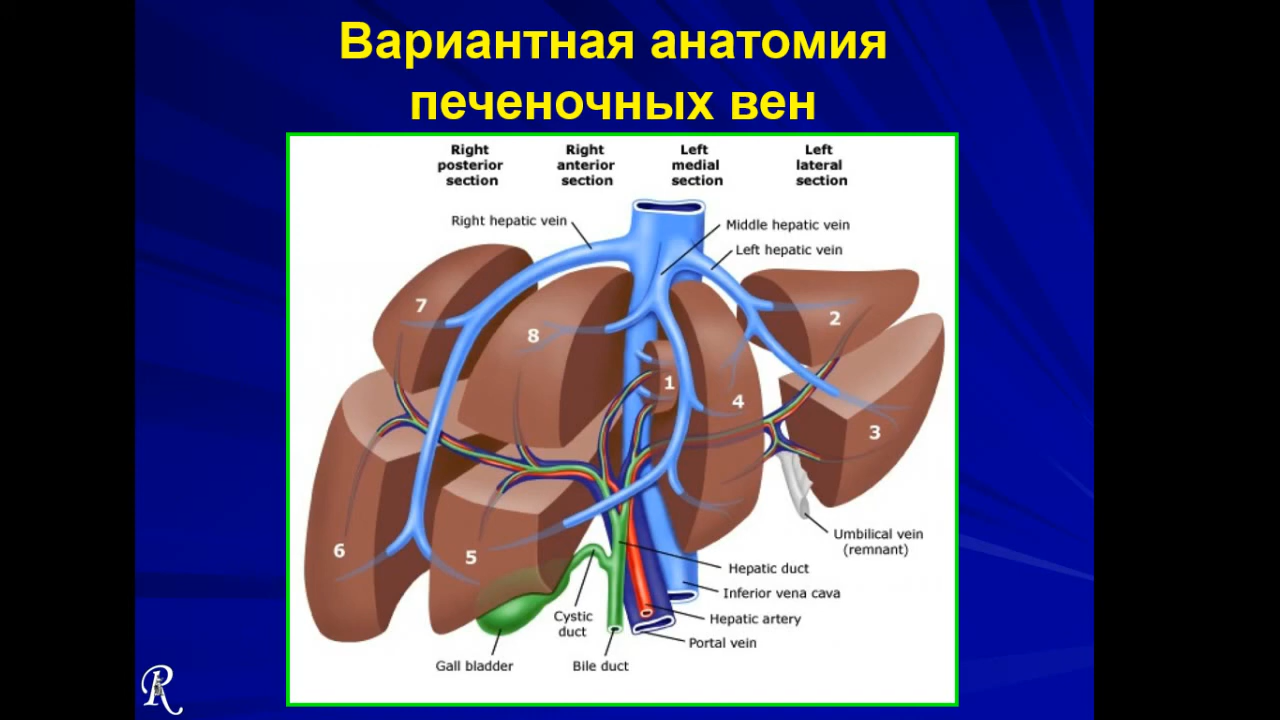 Вариантная анатомия
печеночных вен
Right
posterior
section
Right
anterior
section
Left
medial
section
Left
lateral
section
Right hepatic vein
Middle hepatic vein
Left hepatic vein
7
8
2
1
4
3
6
5
Umbilical vein
(remnant)
Hepatic duct
Inferior vena cava
Cystic
duct
Hepatic artery
Portal vein
Gall bladder
Bile duct
R